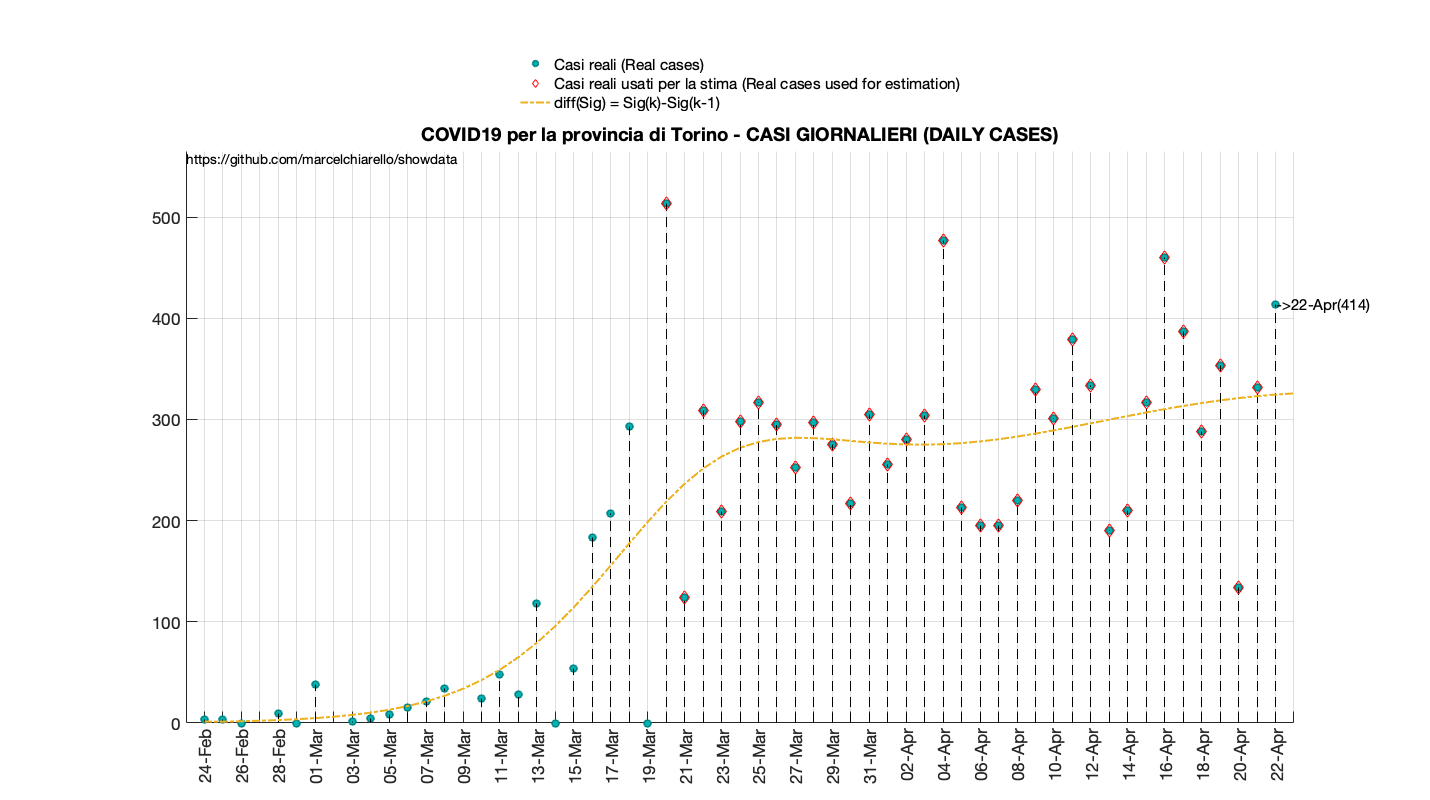 Casi reali (Real cases)
Casi reali usati per la stima (Real cases used for estimation)
diff(Sig) = Sig(k)-Sig(k-1)
COVID19 per la provincia di Torino - CASI GIORNALIERI (DAILY CASES)
https://github.com/marcelchiarello/showdata
500
400
300
200
100
0
->22-Apr(414)
24-Feb
26-Feb
28-Feb
01-Mar
03-Mar
05-Mar
07-Mar
09-Mar
11-Mar
13-Mar
15-Mar
17-Mar
19-Mar
21-Mar
23-Mar
25-Mar
27-Mar
29-Mar
31-Mar
02-Apr
04-Apr
06-Apr
08-Apr
10-Apr
12-Apr
14-Apr
16-Apr
18-Apr
20-Apr
22-Apr